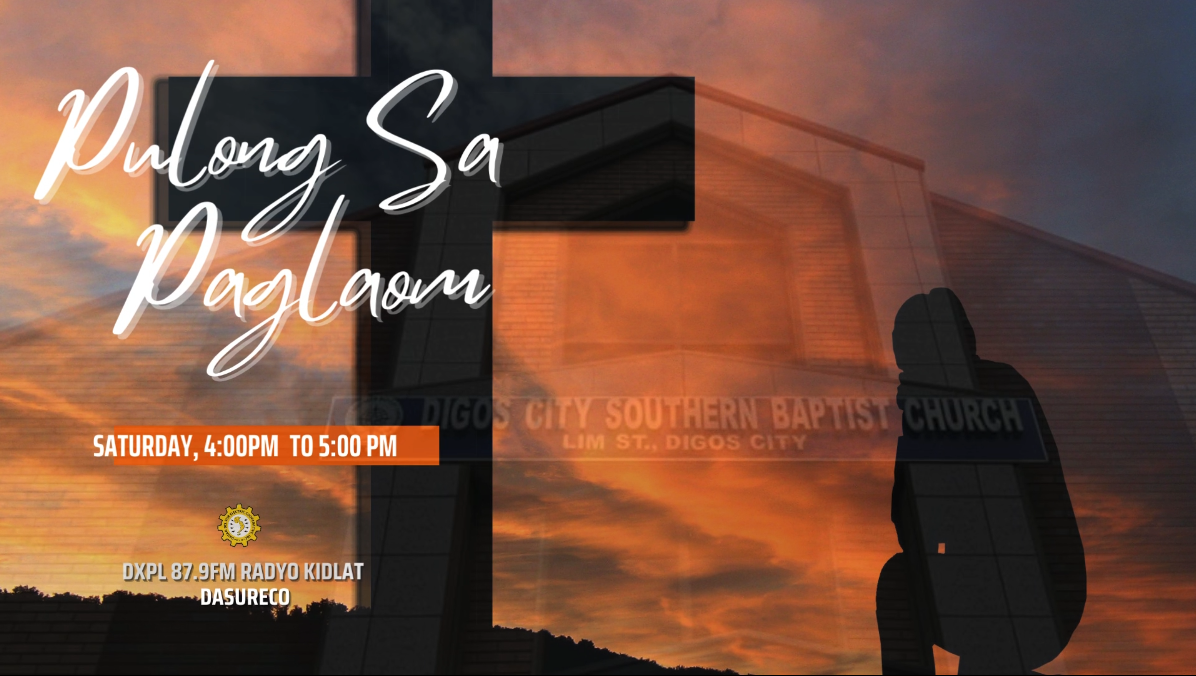 Pulong Sa
Paglaom
SATURDAY, 4:00PM TO 5:00 PM
DXPL 87.9FM RADYO KIDLAT
DASURECO
DIGOS CITY SOUTHERN BAPTIST CHURCH
LIM ST., DIGOS CITY